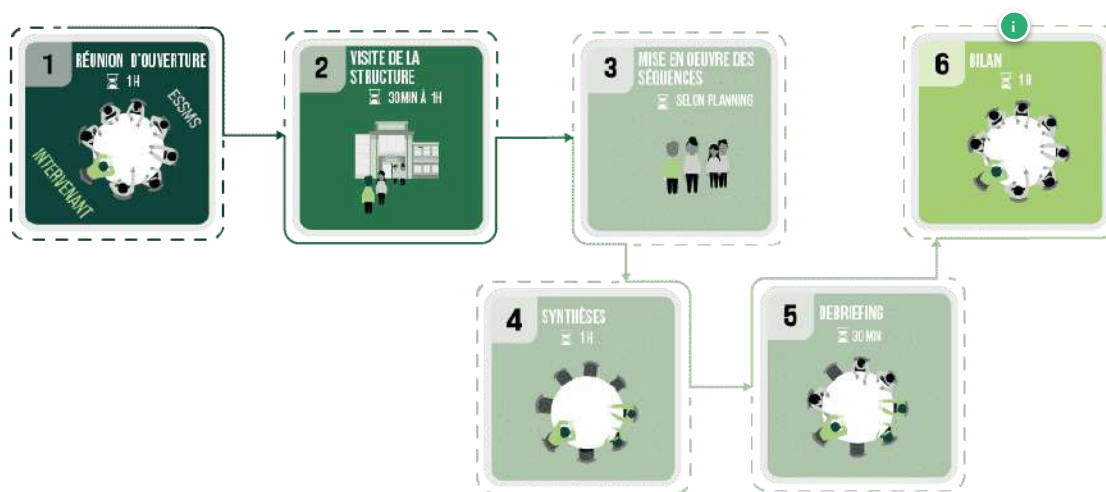 1
RÉUNION D'OUVERTURE
1H
ESSMS
INTERVENANT
2
VISITE DE LA
STRUCTURE
30MIN À 1H
3
MISE EN OEUVRE DES
SÉQUENCES
SELON PLANNING
4
SYNTHÈSES
1H
5
DEBRIEFING
30 MIN
6
BILAN
1H
i